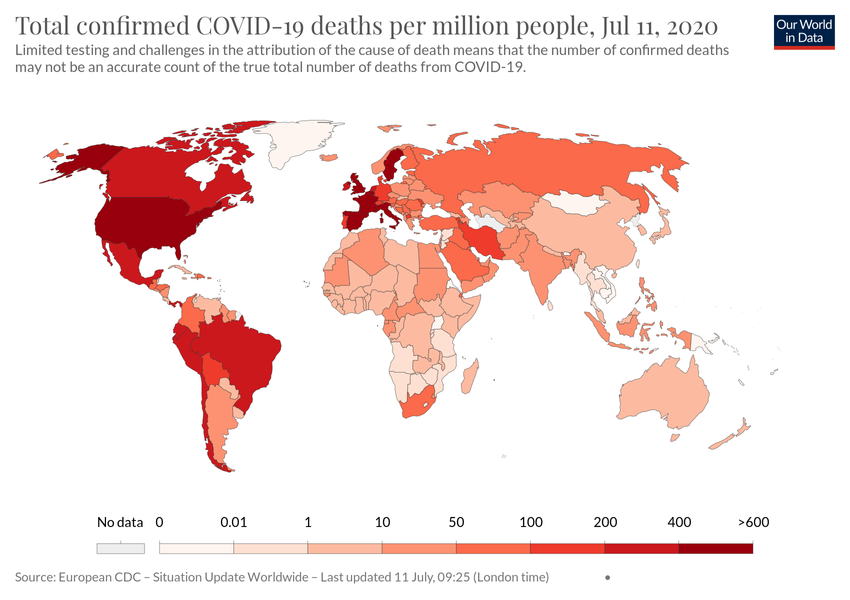 Total confirmed COVID-19 deaths per million people, Jul 11, 2020
Our World
in Data
Limited testing and challenges in the attribution of the cause of death means that the number of confirmed deaths
may not be an accurate count of the true total number of deaths from COVID-19.
No data 0 0.01 1 10 50 100 200 400 >600
Source: European CDC – Situation Update Worldwide – Last updated 11 July, 09:25 (London time) •